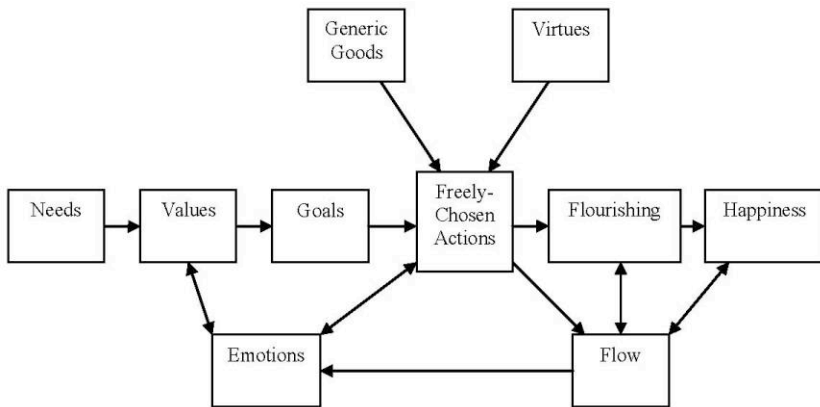 Generic
Goods
Virtues
Needs
Values
Goals
Freely-
Chosen
Actions
Flourishing
Happiness
Emotions
Flow